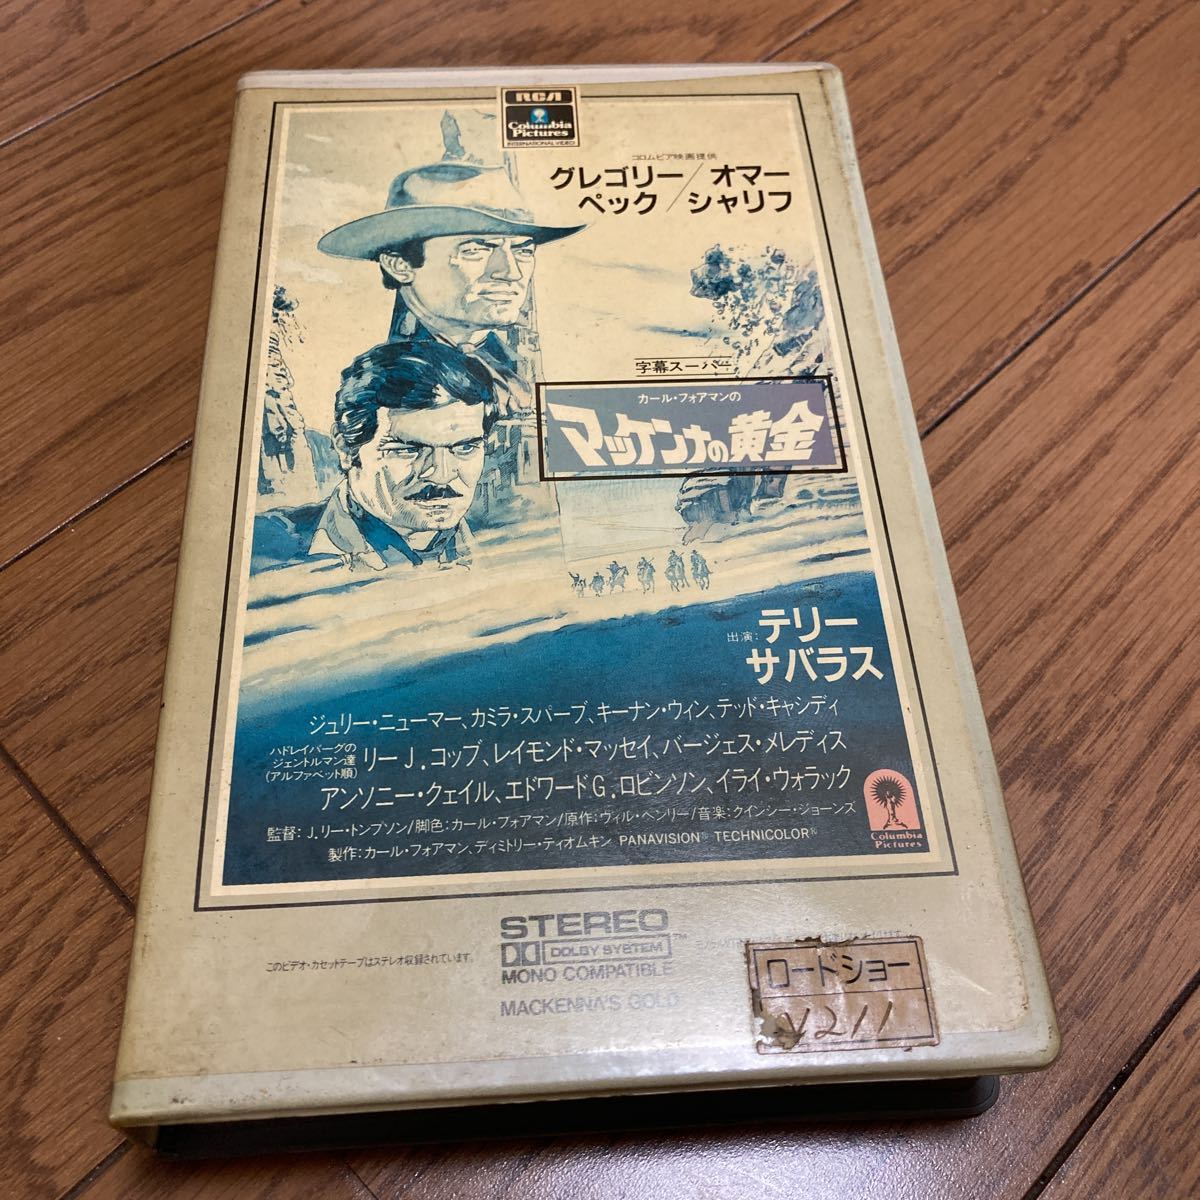 RCA
Columbia
Pictures
INTERNATIONAL VIDEO
コロムビア映画提供
グレゴリー/オマー
ペック/シャリフ
字幕スーパー
カール・フォアマンの
マッケンナの黄金
出演:テリー
サバラス
ジュリー・ニューマー、カミラ・スパーブ、キーナン・ウィン、テッド・キャシディ
ハドレイバーグの
ジェントルマン達
(アルファベット順)
リーJ.コッブ、レイモンド・マッセイ、バージェス・メレディス
アンソニー・クェイル、エドワードG.ロビンソン、イライ・ウォラック
監督:J.リー・トンプソン/脚色:カール・フォアマン/原作:ヴィル・ヘンリー/音楽:クインシー・ジョーンズ
製作:カール・フォアマン、ディミトリー・ティオムキン PANAVISION® TECHNICOLOR®
Columbia
Pictures
STEREO
DOLBY SYSTEM™
このビデオ・カセットテープはステレオ収録されています。
MONO COMPATIBLE
MACKENNA'S GOLD
ロードショー
V211